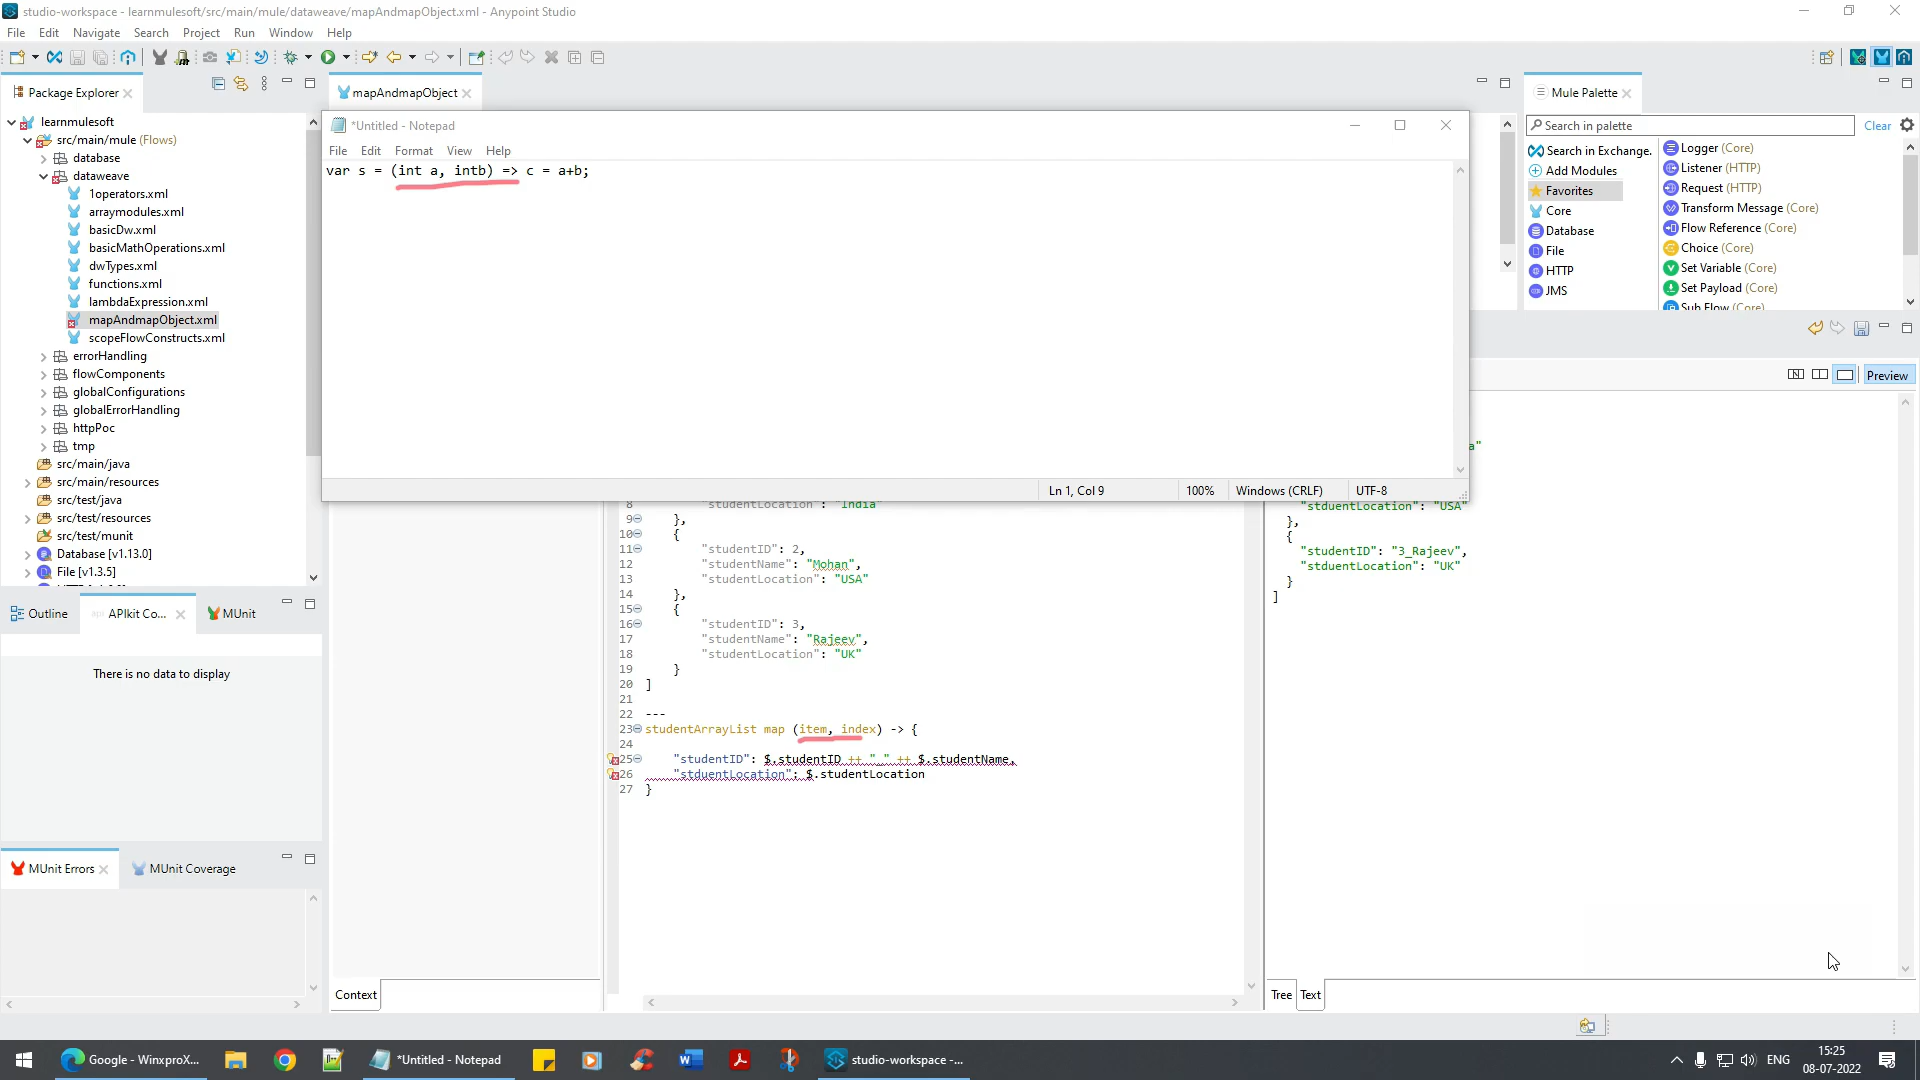 studio-workspace - learnmulesoft/src/main/mule/dataweave/mapAndmapObject.xml - Anypoint Studio
File Edit Navigate Search Project Run Window Help
Package Explorer
mapAndmapObject
Mule Palette
learnmulesoft
src/main/mule (Flows)
database
dataweave
1operators.xml
arraymodules.xml
basicDw.xml
basicMathOperations.xml
dwTypes.xml
functions.xml
lambdaExpression.xml
mapAndmapObject.xml
scopeFlowConstructs.xml
errorHandling
flowComponents
globalConfigurations
globalErrorHandling
httpPoc
tmp
src/main/java
src/main/resources
src/test/java
src/test/resources
src/test/munit
Database [v1.13.0]
File [v1.3.5]
*Untitled - Notepad
File Edit Format View Help
var s = (int a, intb) => c = a+b;
Ln 1, Col 9 100% Windows (CRLF) UTF-8
Search in palette Clear
Search in Exchange.
Add Modules
Favorites
Core
Database
File
HTTP
JMS
Logger (Core)
Listener (HTTP)
Request (HTTP)
Transform Message (Core)
Flow Reference (Core)
Choice (Core)
Set Variable (Core)
Set Payload (Core)
Sub Flow (Core)
Preview
8 "studentLocation": "India"
9 },
10 {
11 "studentID": 2,
12 "studentName": "Mohan",
13 "studentLocation": "USA"
14 },
15 {
16 "studentID": 3,
17 "studentName": "Rajeev",
18 "studentLocation": "UK"
19 }
20 ]
21
22 ---
23 studentArrayList map (item, index) -> {
24
25 "studentID": $.studentID ++ "_" ++ $.studentName,
26 "stduentLocation": $.studentLocation
27 }
a"
"stduentLocation": "USA"
},
{
"studentID": "3_Rajeev",
"stduentLocation": "UK"
}
]
Outline APIkit Co... MUnit
There is no data to display
MUnit Errors MUnit Coverage
Context
Tree Text
Google - WinxproX...
*Untitled - Notepad
studio-workspace -...
ENG
15:25
08-07-2022